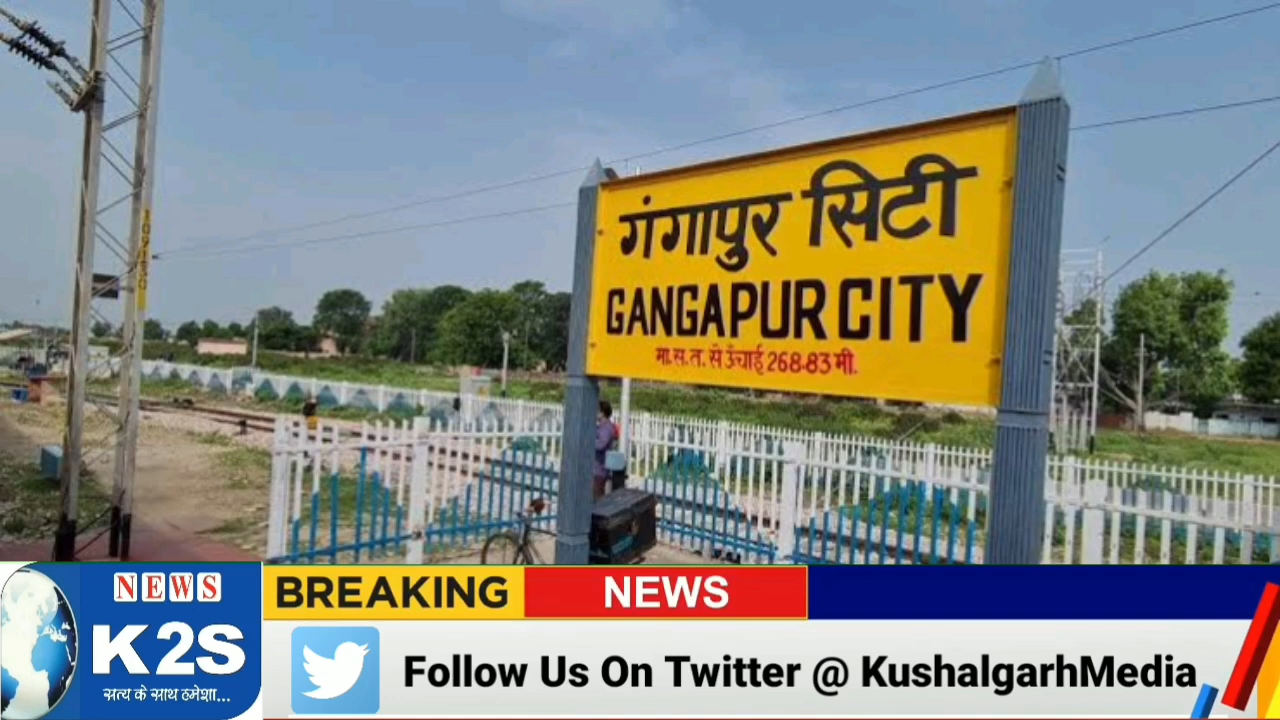 गंगापुर सिटी
GANGAPUR CITY
मा.स.त. से ऊँचाई 268.83 मी.
NEWS
K2S
सत्य के साथ हमेशा...
BREAKING NEWS
Follow Us On Twitter @ KushalgarhMedia